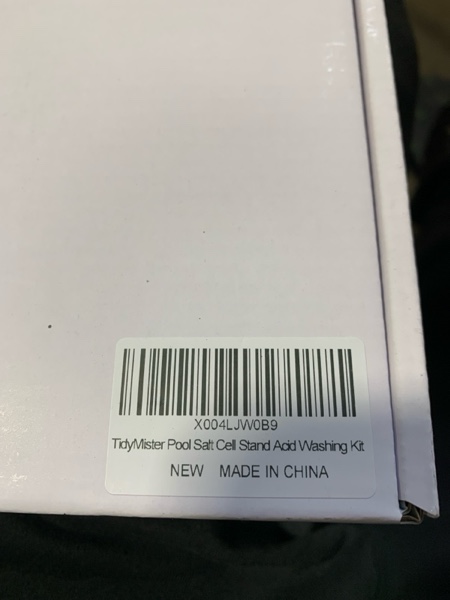 X004LJW0B9
TidyMister Pool Salt Cell Stand Acid Washing Kit
NEW MADE IN CHINA